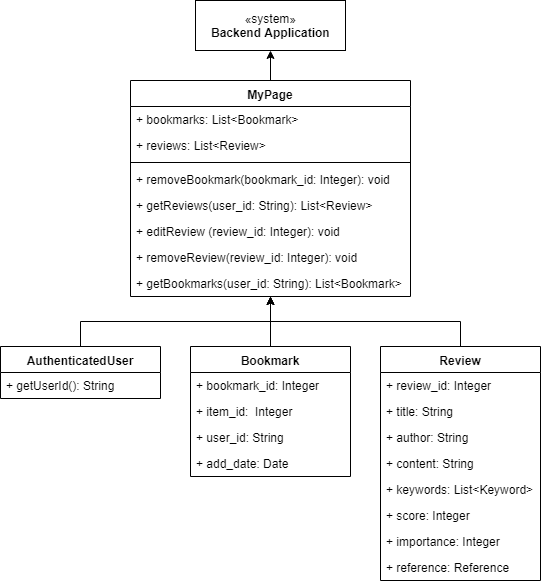 «system»
Backend Application
MyPage
+ bookmarks: List<Bookmark>
+ reviews: List<Review>
+ removeBookmark(bookmark_id: Integer): void
+ getReviews(user_id: String): List<Review>
+ editReview (review_id: Integer): void
+ removeReview(review_id: Integer): void
+ getBookmarks(user_id: String): List<Bookmark>
AuthenticatedUser
+ getUserId(): String
Bookmark
+ bookmark_id: Integer
+ item_id: Integer
+ user_id: String
+ add_date: Date
Review
+ review_id: Integer
+ title: String
+ author: String
+ content: String
+ keywords: List<Keyword>
+ score: Integer
+ importance: Integer
+ reference: Reference